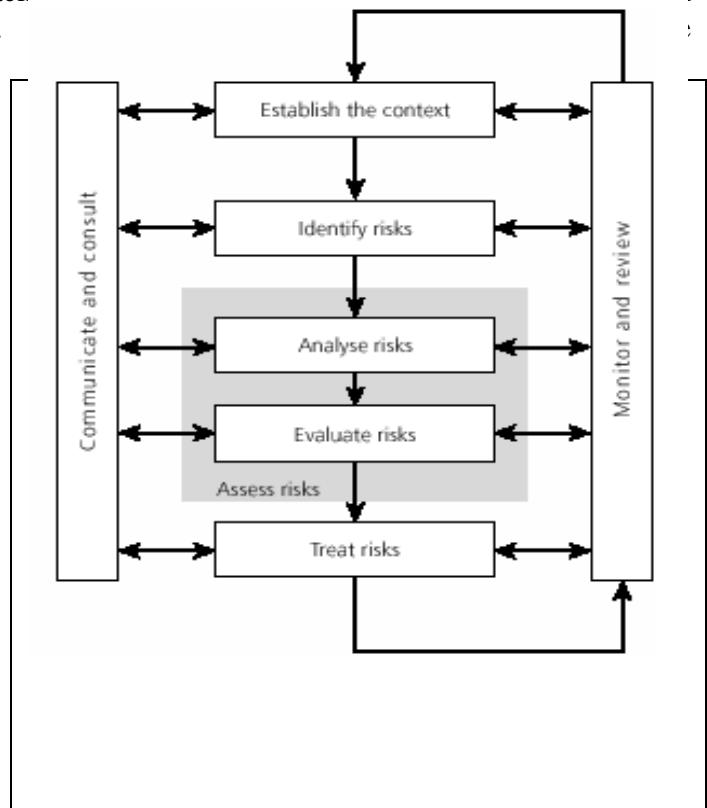 Establish the context
Communicate and consult
Identify risks
Monitor and review
Analyse risks
Evaluate risks
Assess risks
Treat risks